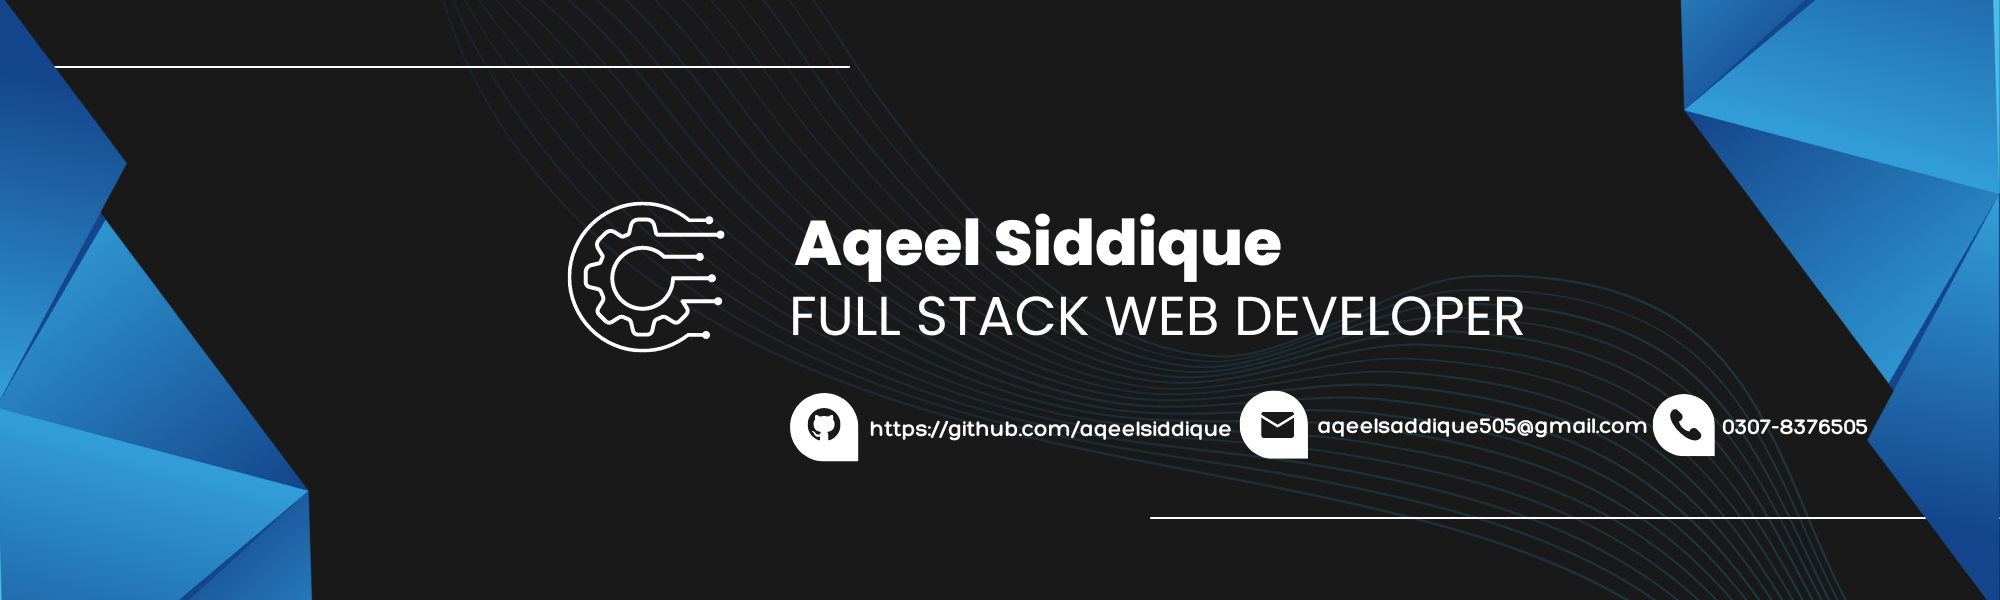 Aqeel Siddique
FULL STACK WEB DEVELOPER
https://github.com/aqeelsiddique
aqeelsaddique505@gmail.com
0307-8376505